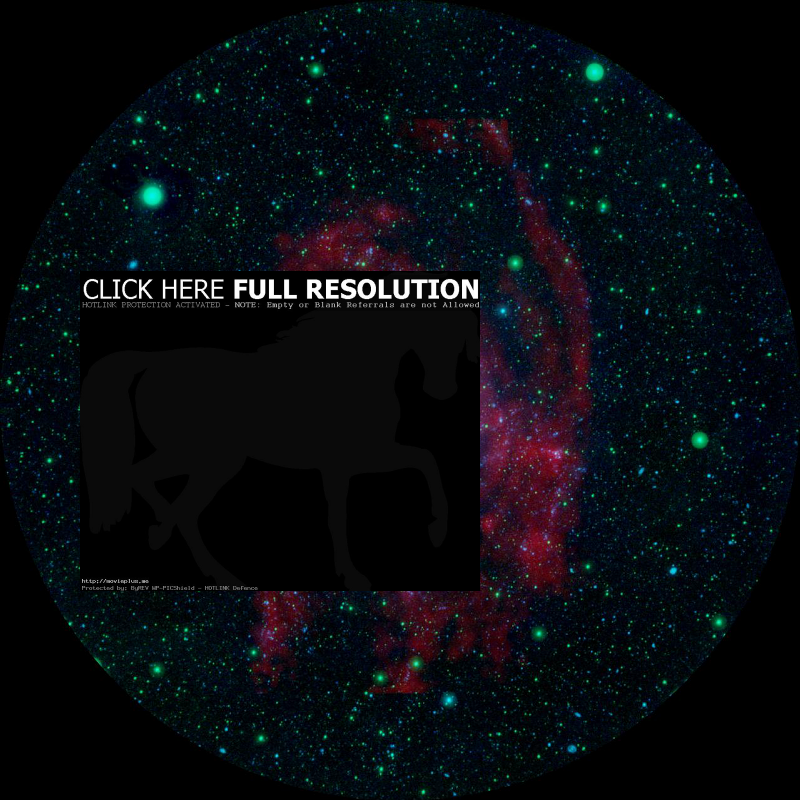 CLICK HERE FULL RESOLUTION
HOTLINK PROTECTION ACTIVATED - NOTE: Empty or Blank Referrals are not Allowed
http://movieplus.mo
Protected by: ByREV WP-PICShield - HOTLINK Defence